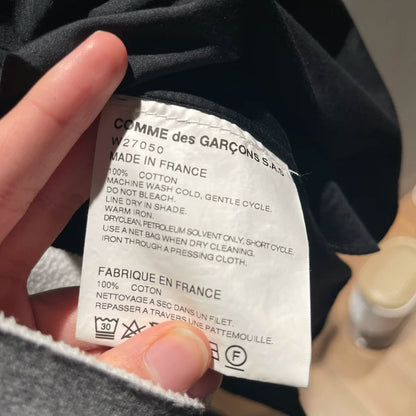 COMME des GARÇONS S.A.S
W27050
MADE IN FRANCE
100% COTTON
MACHINE WASH COLD, GENTLE CYCLE.
DO NOT BLEACH.
LINE DRY IN SHADE.
WARM IRON.
DRYCLEAN, PETROLEUM SOLVENT ONLY, SHORT CYCLE.
USE A NET BAG WHEN DRY CLEANING.
IRON THROUGH A PRESSING CLOTH.
FABRIQUE EN FRANCE
100% COTON
NETTOYAGE A SEC DANS UN FILET.
REPASSER A TRAVERS UNE PATTEMOUILLE.
30 F